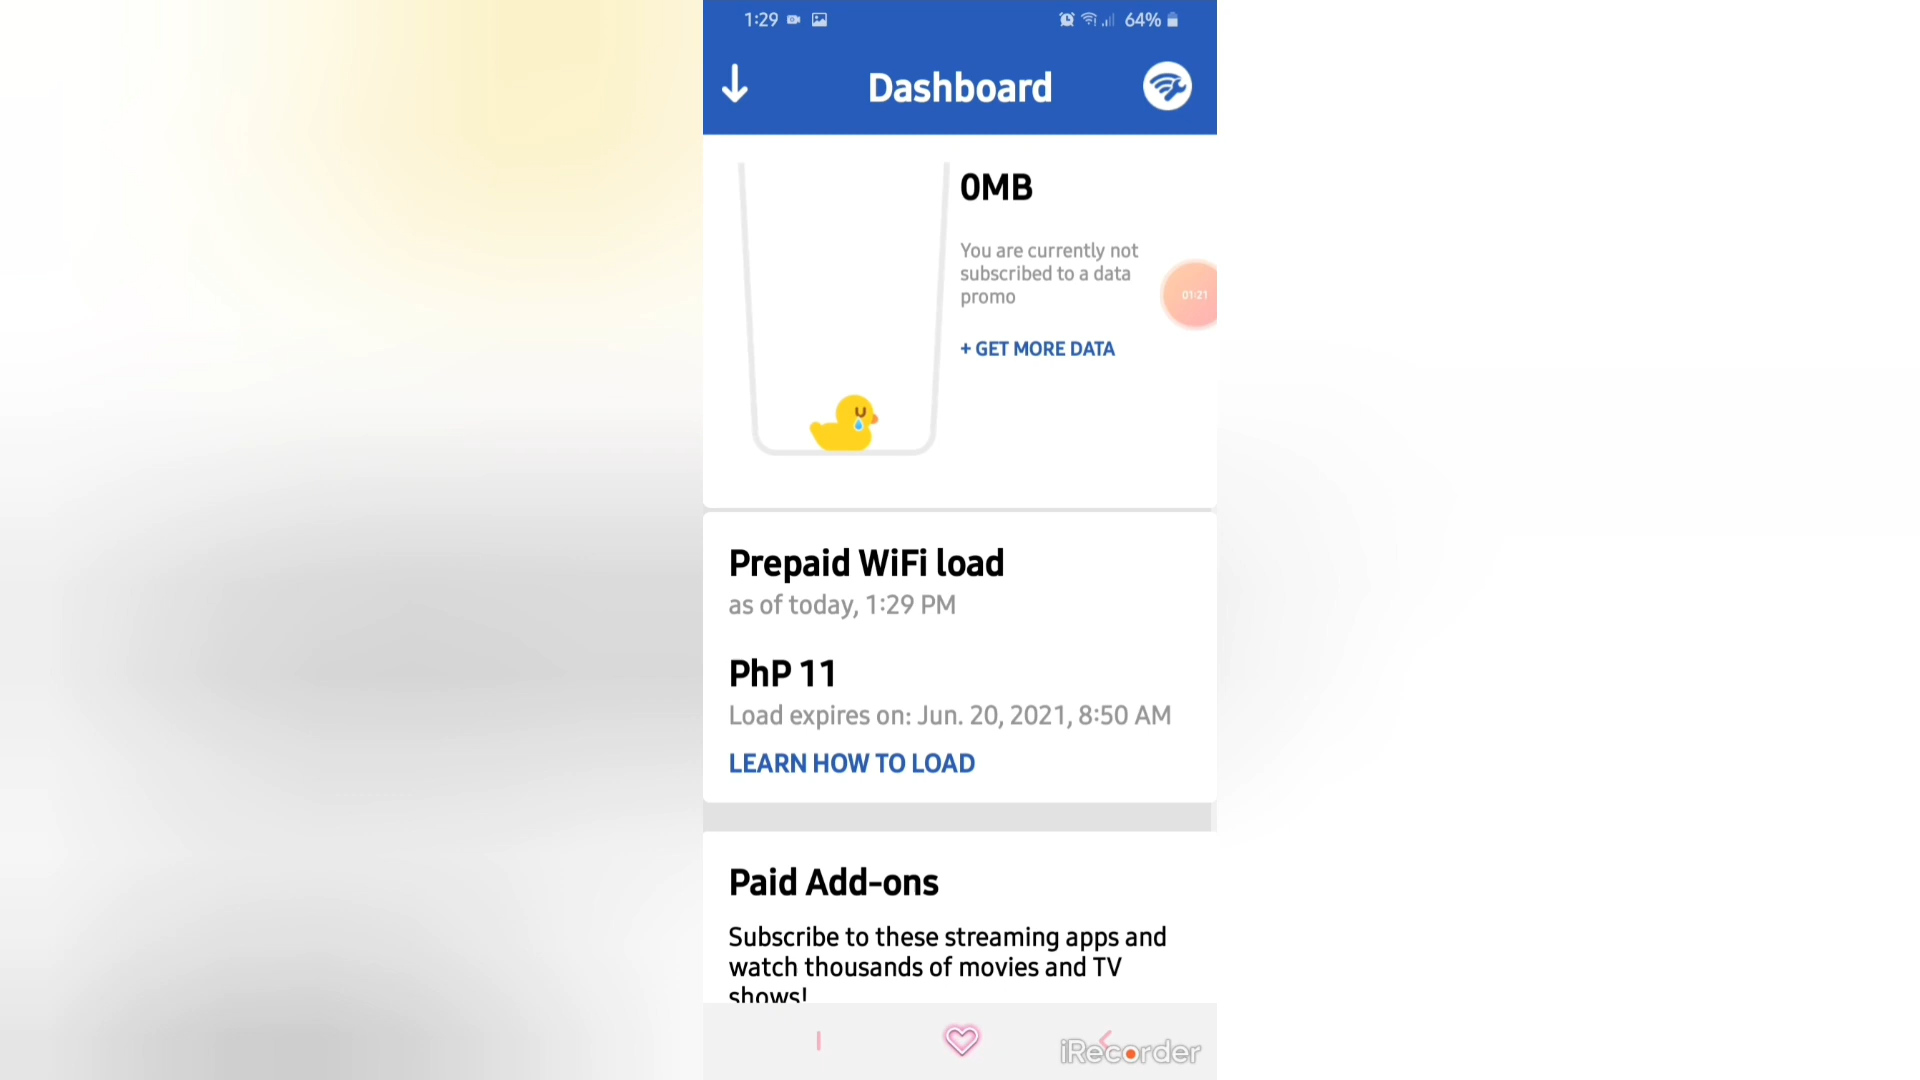 1:29
64%
Dashboard
0MB
You are currently not
subscribed to a data
promo
01:21
+ GET MORE DATA
Prepaid WiFi load
as of today, 1:29 PM
PhP 11
Load expires on: Jun. 20, 2021, 8:50 AM
LEARN HOW TO LOAD
Paid Add-ons
Subscribe to these streaming apps and
watch thousands of movies and TV
shows!
iRecorder